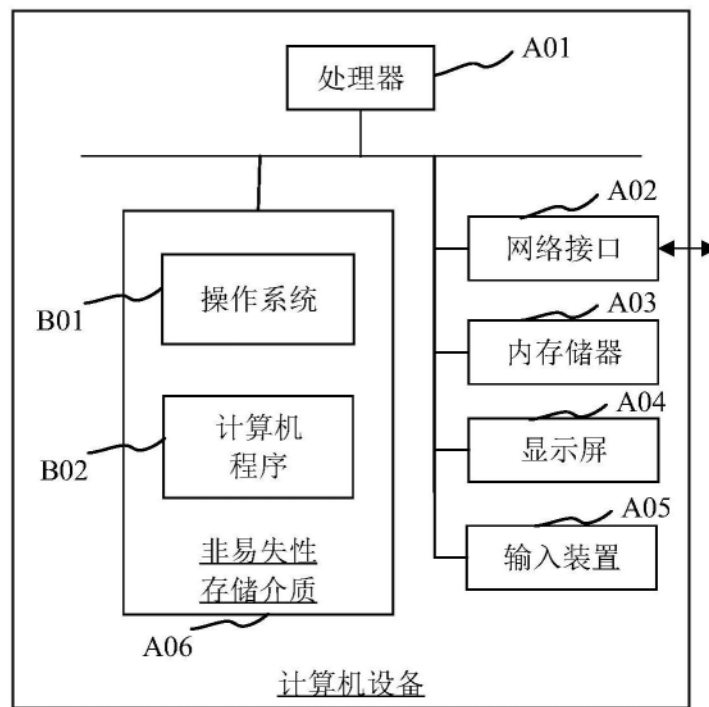 A01
处理器
A02
网络接口
A03
内存储器
A04
显示屏
A05
输入装置
B01
操作系统
B02
计算机
程序
非易失性
存储介质
A06
计算机设备